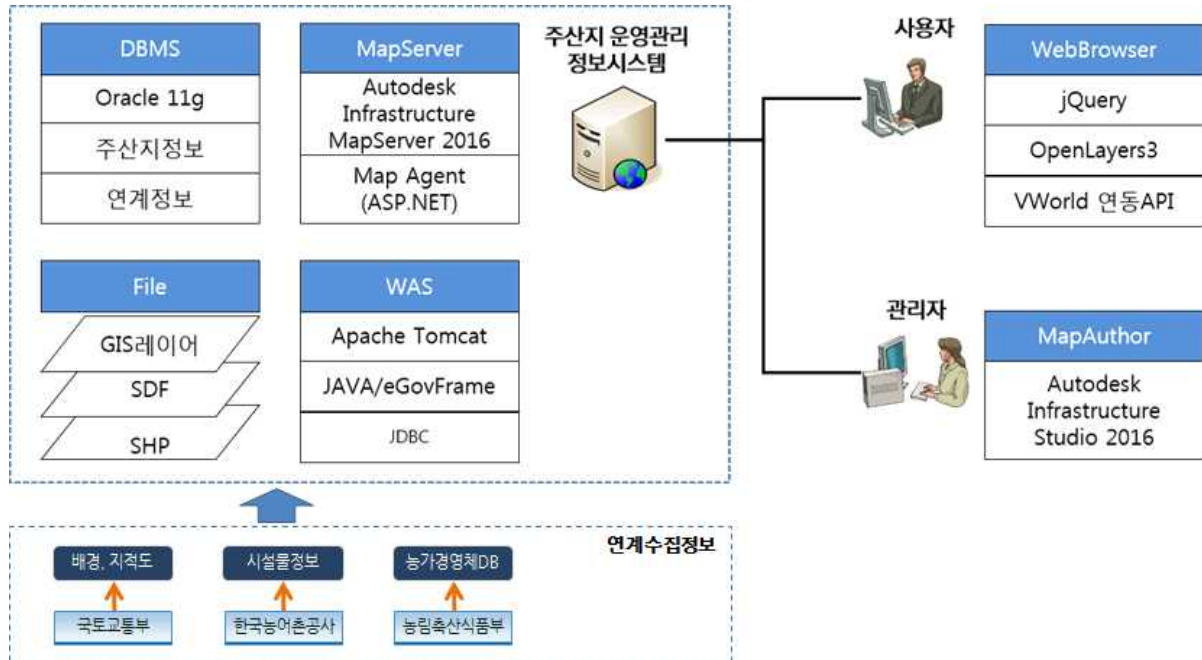 DBMS
Oracle 11g
주산지정보
연계정보
MapServer
Autodesk
Infrastructure
MapServer 2016
Map Agent
(ASP.NET)
주산지 운영관리
정보시스템
File
GIS레이어
SDF
SHP
WAS
Apache Tomcat
JAVA/eGovFrame
JDBC
사용자
WebBrowser
jQuery
OpenLayers3
VWorld 연동API
관리자
MapAuthor
Autodesk
Infrastructure
Studio 2016
연계수집정보
배경, 지적도
시설물정보
농가경영체DB
국토교통부
한국농어촌공사
농림축산식품부